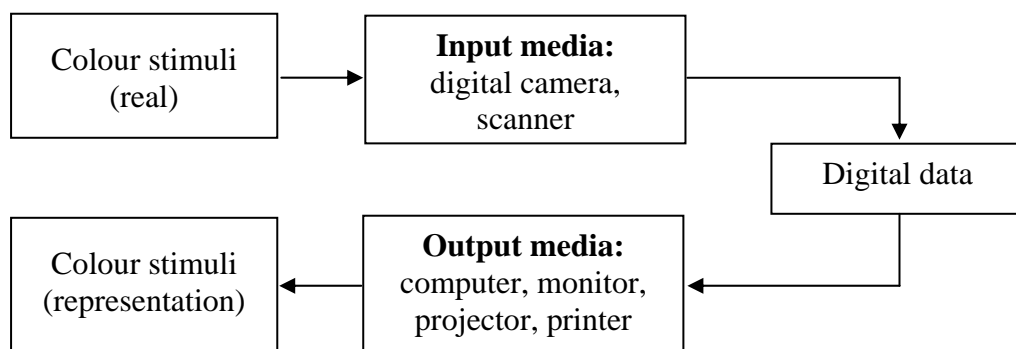 Colour stimuli
(real)
Input media:
digital camera,
scanner
Digital data
Output media:
computer, monitor,
projector, printer
Colour stimuli
(representation)